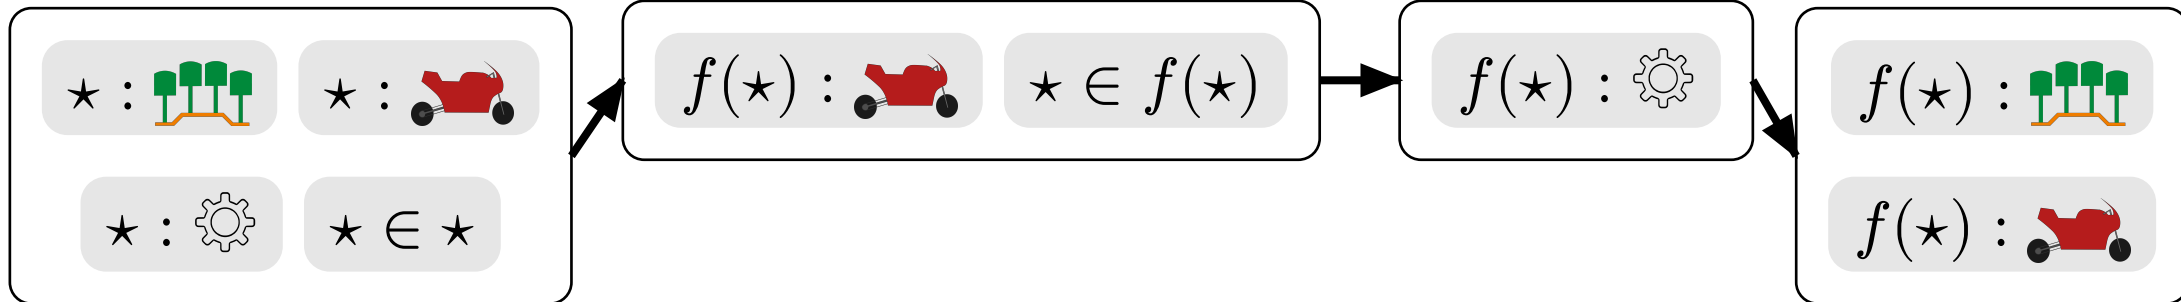 ⋆ :
⋆ :
⋆ :
⋆ ∈ ⋆
f(⋆) :
⋆ ∈ f(⋆)
f(⋆) :
f(⋆) :
f(⋆) :